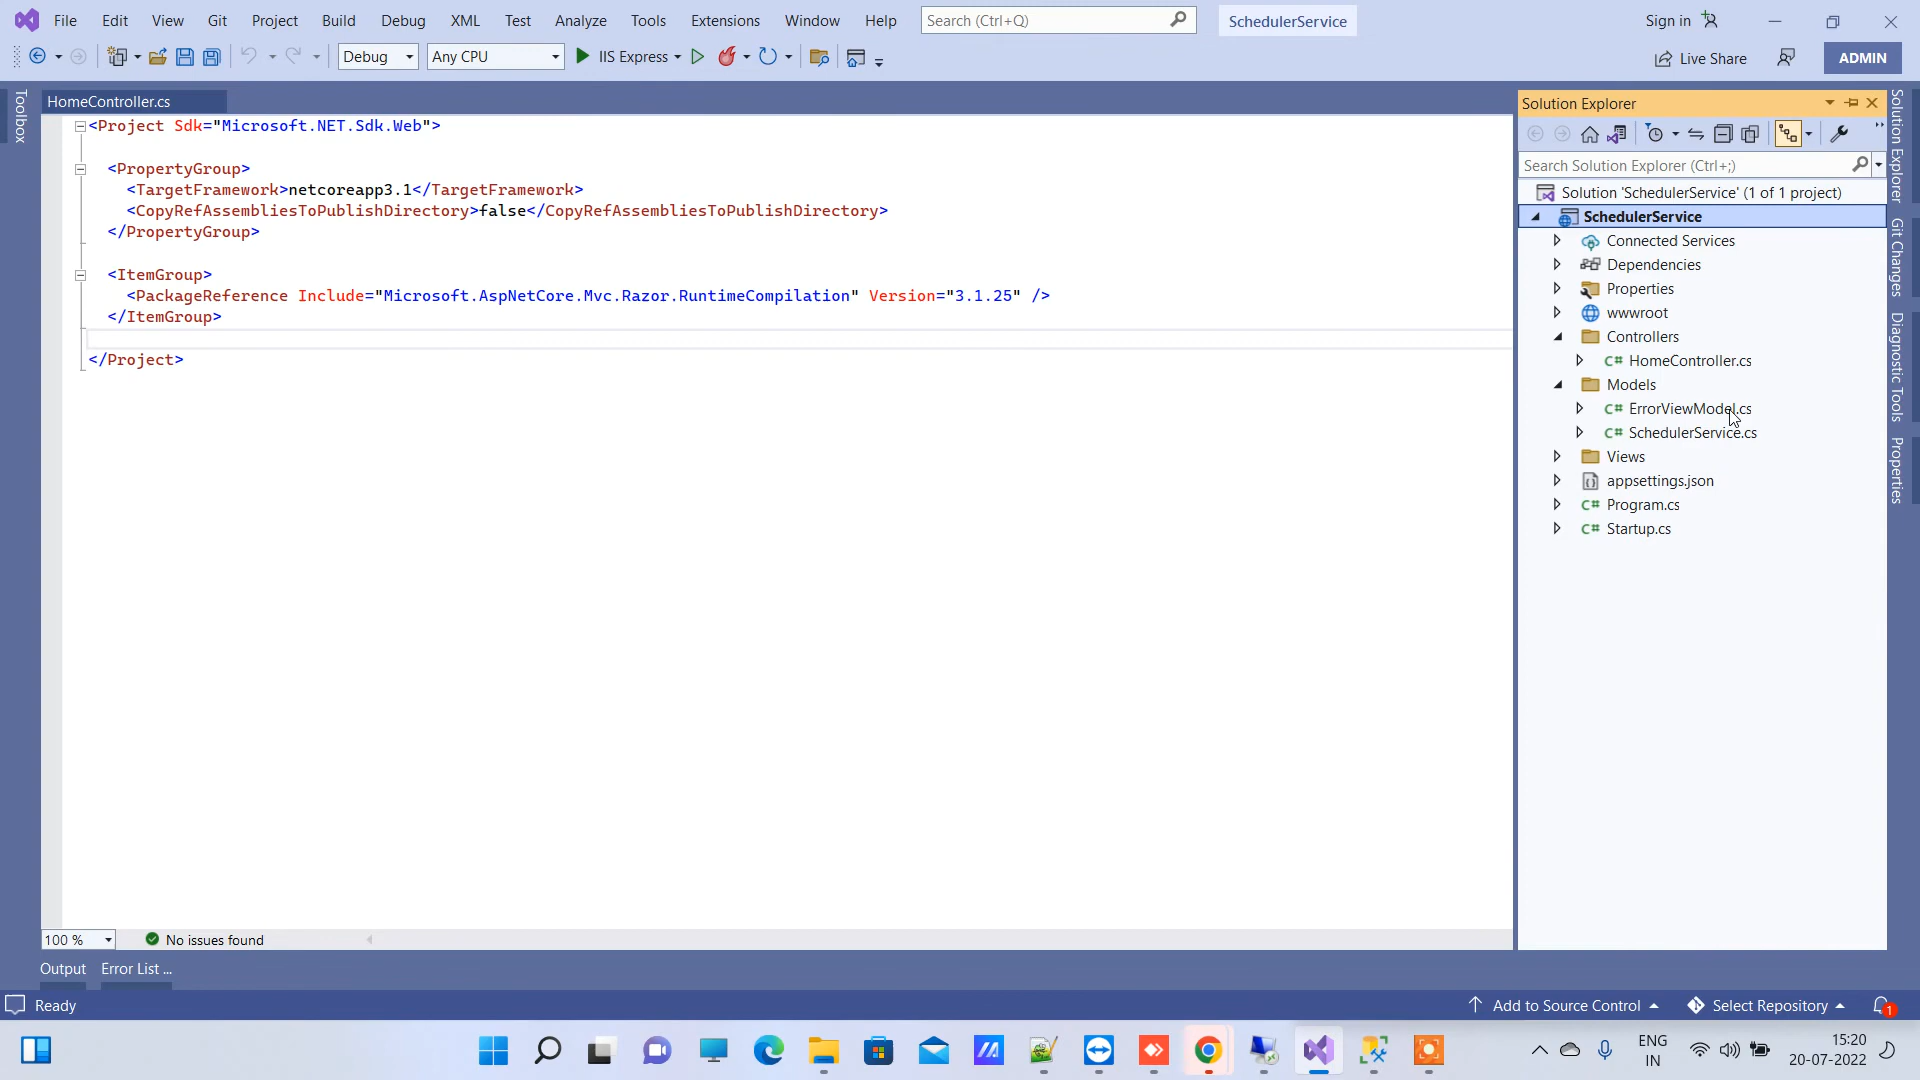 File Edit View Git Project Build Debug XML Test Analyze Tools Extensions Window Help Search (Ctrl+Q) SchedulerService Sign in
Debug Any CPU IIS Express Live Share ADMIN
Toolbox
HomeController.cs
<Project Sdk="Microsoft.NET.Sdk.Web">
<PropertyGroup>
<TargetFramework>netcoreapp3.1</TargetFramework>
<CopyRefAssembliesToPublishDirectory>false</CopyRefAssembliesToPublishDirectory>
</PropertyGroup>
<ItemGroup>
<PackageReference Include="Microsoft.AspNetCore.Mvc.Razor.RuntimeCompilation" Version="3.1.25" />
</ItemGroup>
</Project>
100 % No issues found
Solution Explorer
Search Solution Explorer (Ctrl+;)
Solution 'SchedulerService' (1 of 1 project)
SchedulerService
Connected Services
Dependencies
Properties
wwwroot
Controllers
C# HomeController.cs
Models
C# ErrorViewModel.cs
C# SchedulerService.cs
Views
appsettings.json
C# Program.cs
C# Startup.cs
Solution Explorer
Git Changes
Diagnostic Tools
Properties
Output Error List ...
Ready Add to Source Control Select Repository 1
ENG
IN
15:20
20-07-2022